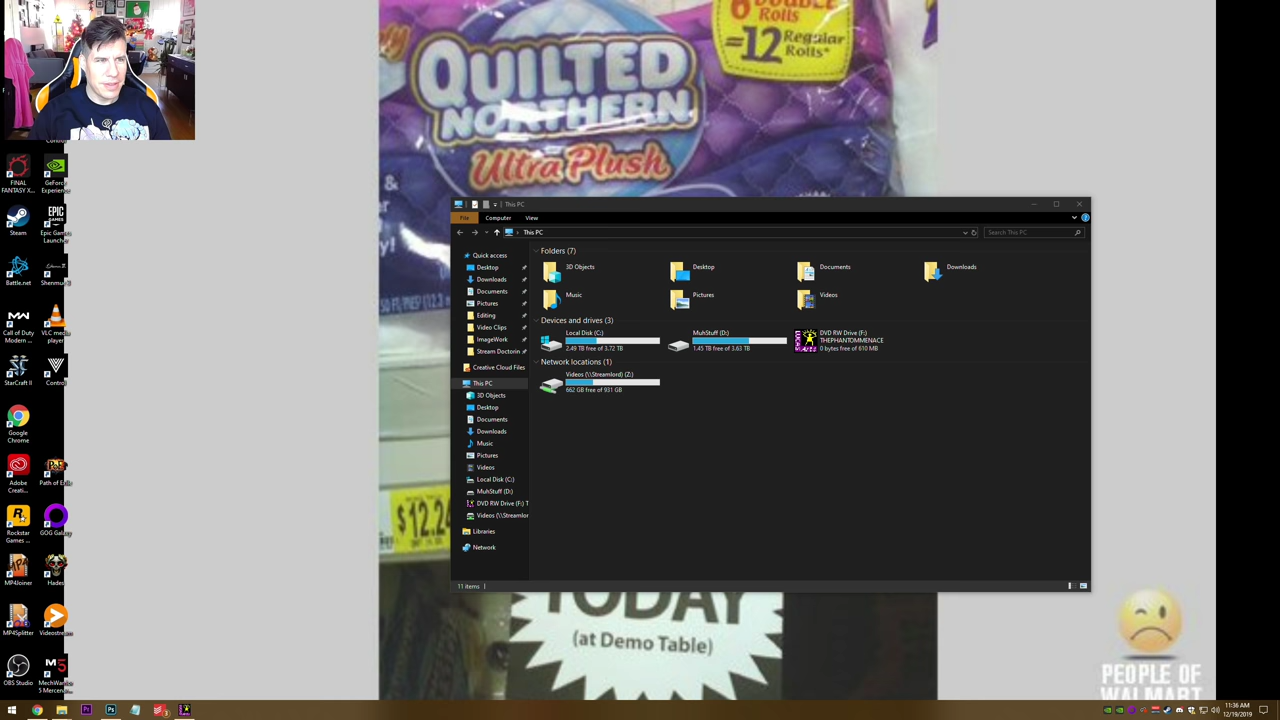 6 DOUBLE
Rolls
=12 Regular
Rolls*
QUILTED
NORTHERN
Ultra Plush
&
$12.24
TODAY
(at Demo Table)
PEOPLE OF
WALMART
FINAL
FANTASY X...
GeForce
Experience
Steam
Epic Games
Launcher
Battle.net
Call of Duty
Modern ...
VLC media
player
StarCraft II
Control
Google
Chrome
Adobe
Creati...
Path of Exile
Rockstar
Games ...
GOG Galaxy
MP4Joiner
Hades
MP4Splitter
OBS Studio
MechWarrior
5 Mercen...
This PC
File
Computer
View
This PC
Search This PC
Quick access
Desktop
Downloads
Documents
Pictures
Editing
Video Clips
ImageWork
Stream Doctorin
Creative Cloud Files
This PC
3D Objects
Desktop
Documents
Downloads
Music
Pictures
Videos
Local Disk (C:)
MuhStuff (D:)
DVD RW Drive (F:) T
Videos (\\Streamlor
Libraries
Network
Folders (7)
3D Objects
Desktop
Documents
Downloads
Music
Pictures
Videos
Devices and drives (3)
Local Disk (C:)
2.49 TB free of 3.72 TB
MuhStuff (D:)
1.45 TB free of 3.63 TB
DVD RW Drive (F:)
THEPHANTOMMENACE
0 bytes free of 610 MB
Network locations (1)
Videos (\\Streamlord) (Z:)
662 GB free of 931 GB
11 items
11:36 AM
12/19/2019